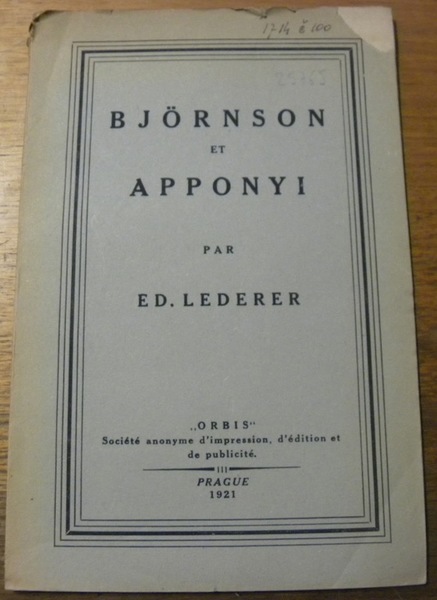 BJÖRNSON
ET
APPONYI
PAR
ED. LEDERER
„ORBIS“
Société anonyme d'impression, d'édition et
de publicité.
PRAGUE
1921